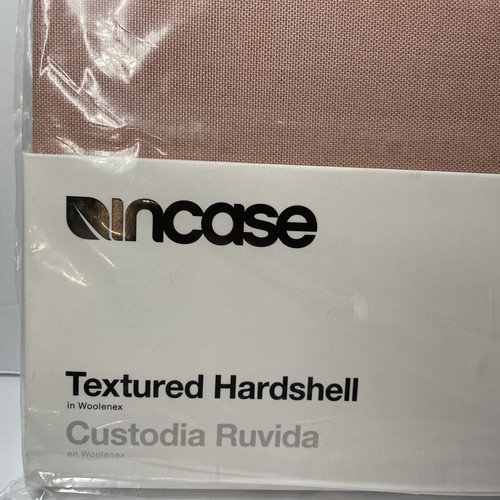 incase
Textured Hardshell
in Woolenex
Custodia Ruvida
en Woolenex